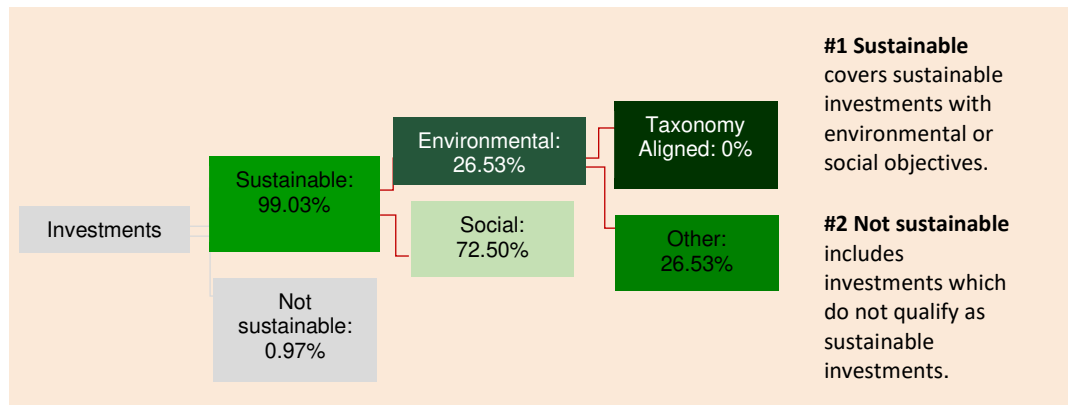 Investments
Sustainable:
99.03%
Not
sustainable:
0.97%
Environmental:
26.53%
Social:
72.50%
Taxonomy
Aligned: 0%
Other:
26.53%
#1 Sustainable
covers sustainable
investments with
environmental or
social objectives.
#2 Not sustainable
includes
investments which
do not qualify as
sustainable
investments.